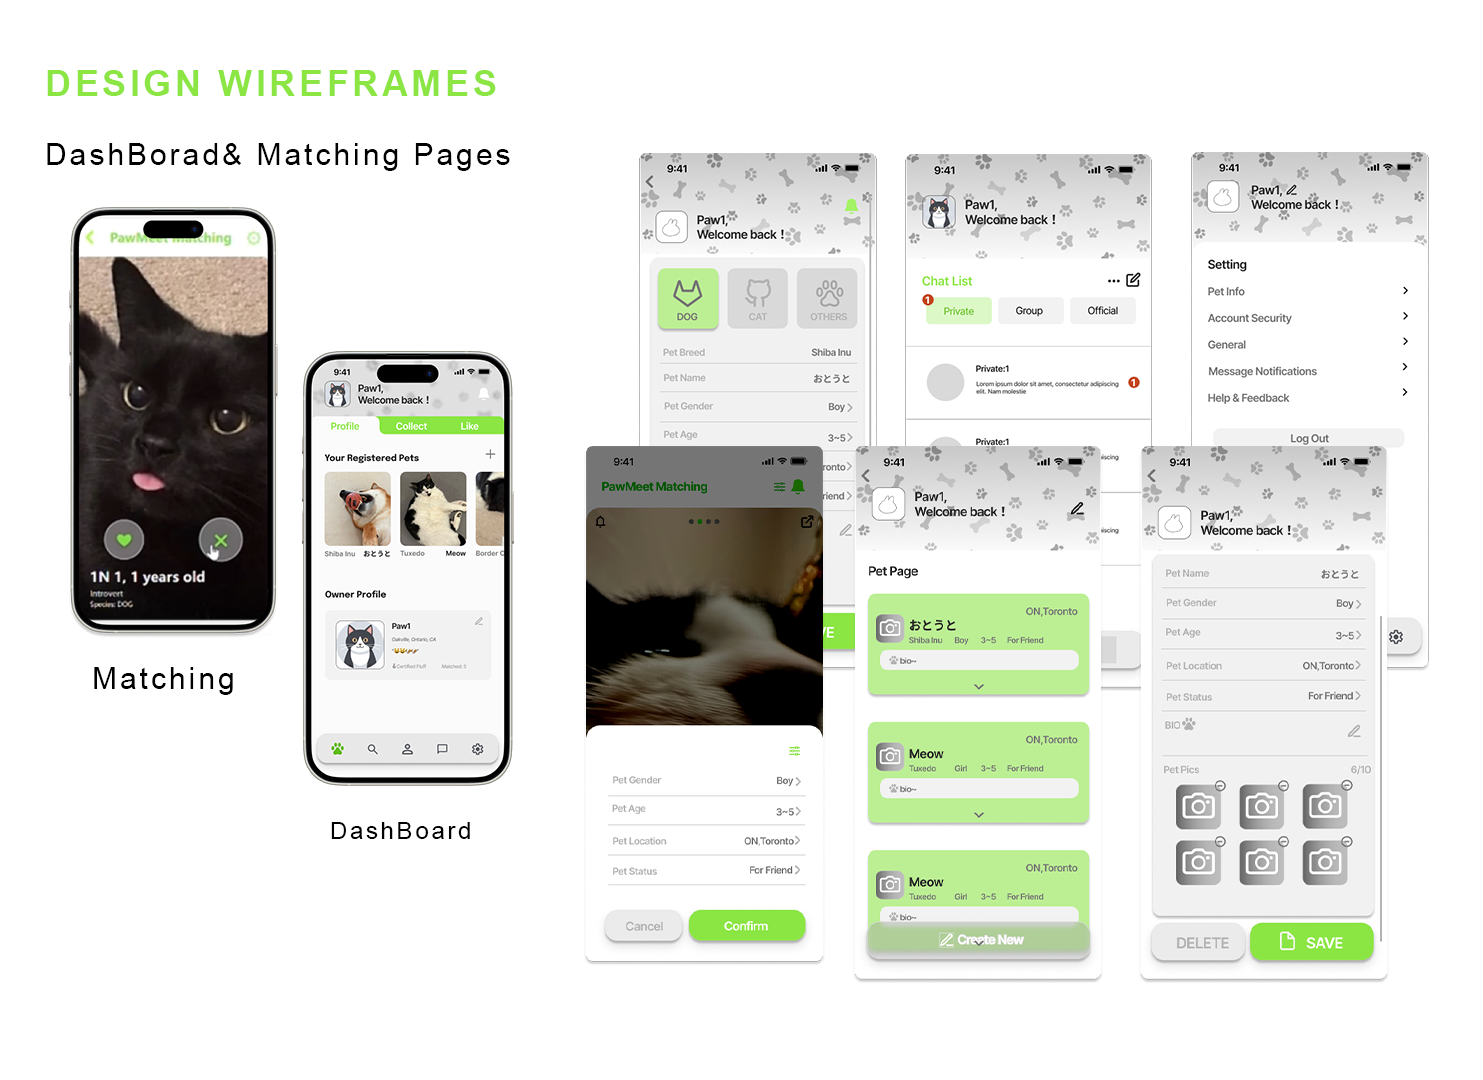 DESIGN WIREFRAMES
DashBorad& Matching Pages
PawMeet Matching
1N 1, 1 years old
Introvert
Species: DOG
Matching
9:41
Paw1,
Welcome back !
Profile
Collect
Like
Your Registered Pets
Shiba Inu
おとうと
Tuxedo
Meow
Border C
Owner Profile
Paw1
Oakville, Ontario, CA
Certified Fluff
Matched: 5
DashBoard
9:41
Paw1,
Welcome back !
DOG
CAT
OTHERS
Pet Breed
Shiba Inu
Pet Name
おとうと
Pet Gender
Boy
Pet Age
3~5
ronto
riend
VE
9:41
Paw1,
Welcome back !
Chat List
1
Private
Group
Official
Private:1
Lorem ipsum dolor sit amet, consectetur adipiscing
elit. Nam molestie
1
Private:1
iscing
iscing
9:41
Paw1,
Welcome back !
Setting
Pet Info
Account Security
General
Message Notifications
Help & Feedback
Log Out
9:41
PawMeet Matching
Pet Gender
Boy
Pet Age
3~5
Pet Location
ON,Toronto
Pet Status
For Friend
Cancel
Confirm
9:41
Paw1,
Welcome back !
Pet Page
ON,Toronto
おとうと
Shiba Inu Boy 3~5 For Friend
bio~
ON,Toronto
Meow
Tuxedo Girl 3~5 For Friend
bio~
ON,Toronto
Meow
Tuxedo Girl 3~5 For Friend
bio~
Create New
9:41
Paw1,
Welcome back !
Pet Name
おとうと
Pet Gender
Boy
Pet Age
3~5
Pet Location
ON,Toronto
Pet Status
For Friend
BIO
Pet Pics
6/10
DELETE
SAVE